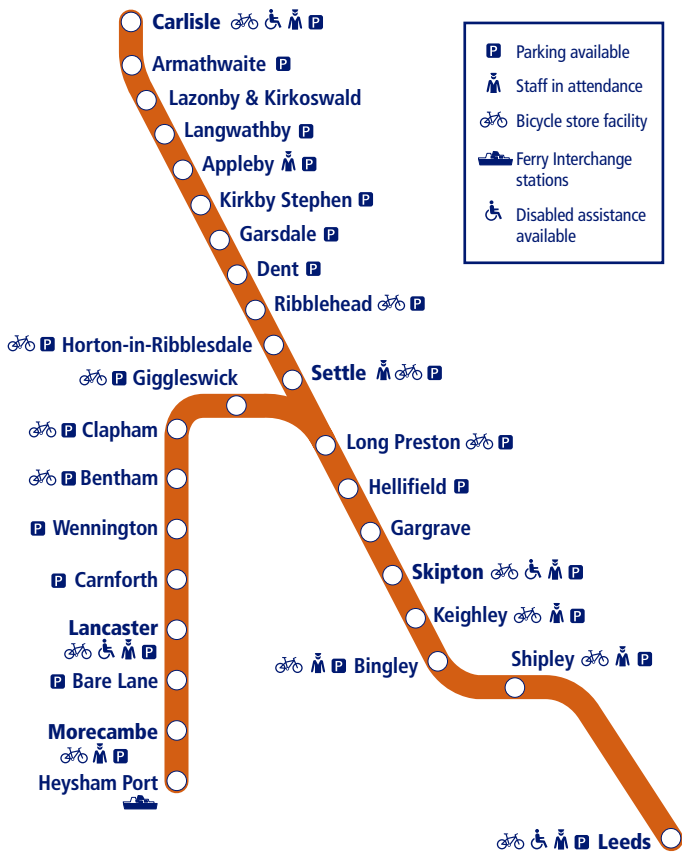 Carlisle
P Parking available
Armathwaite P
Staff in attendance
Lazonby & Kirkoswald
Bicycle store facility
Langwathby P
Ferry Interchange
stations
Appleby P
Kirkby Stephen P
Disabled assistance
available
Garsdale P
Dent P
Ribblehead P
P Horton-in-Ribblesdale
Settle P
P Giggleswick
P Clapham
Long Preston P
P Bentham
Hellifield P
P Wennington
Gargrave
P Carnforth
Skipton P
Lancaster
P
Keighley P
P Bingley
Shipley P
P Bare Lane
Morecambe
P
Heysham Port
P Leeds